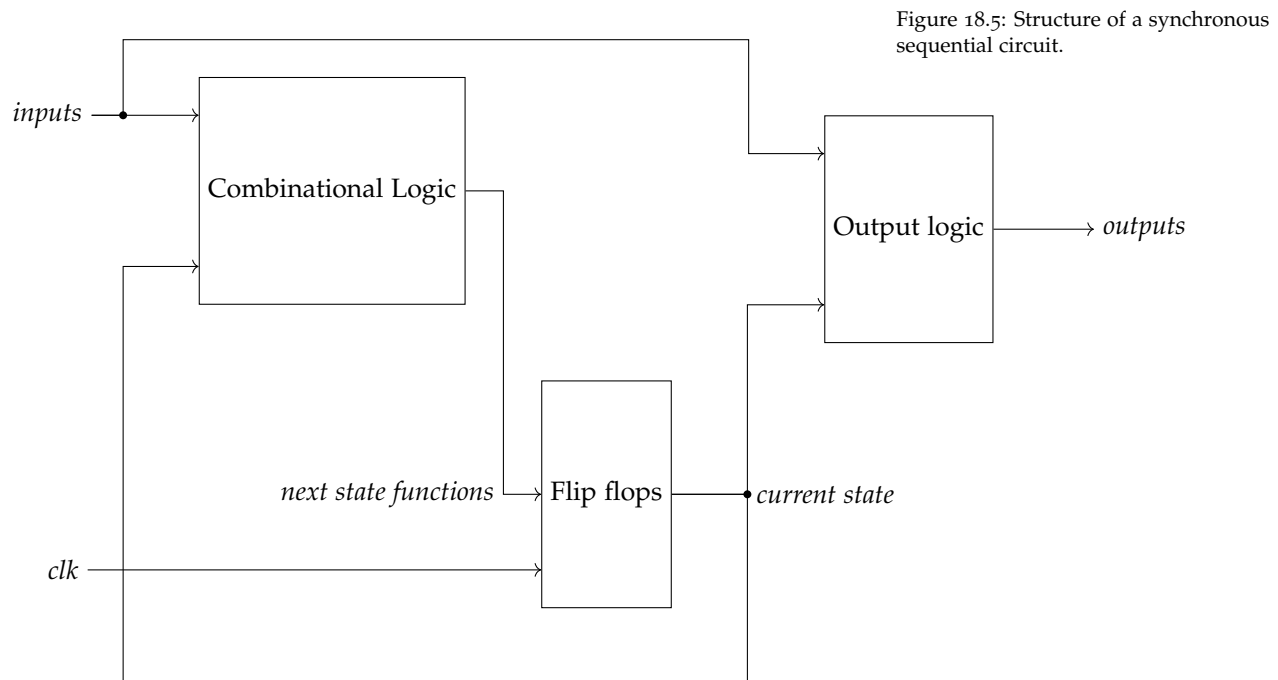 Figure 18.5: Structure of a synchronous
sequential circuit.
inputs
Combinational Logic
Output logic
outputs
next state functions
Flip flops
current state
clk